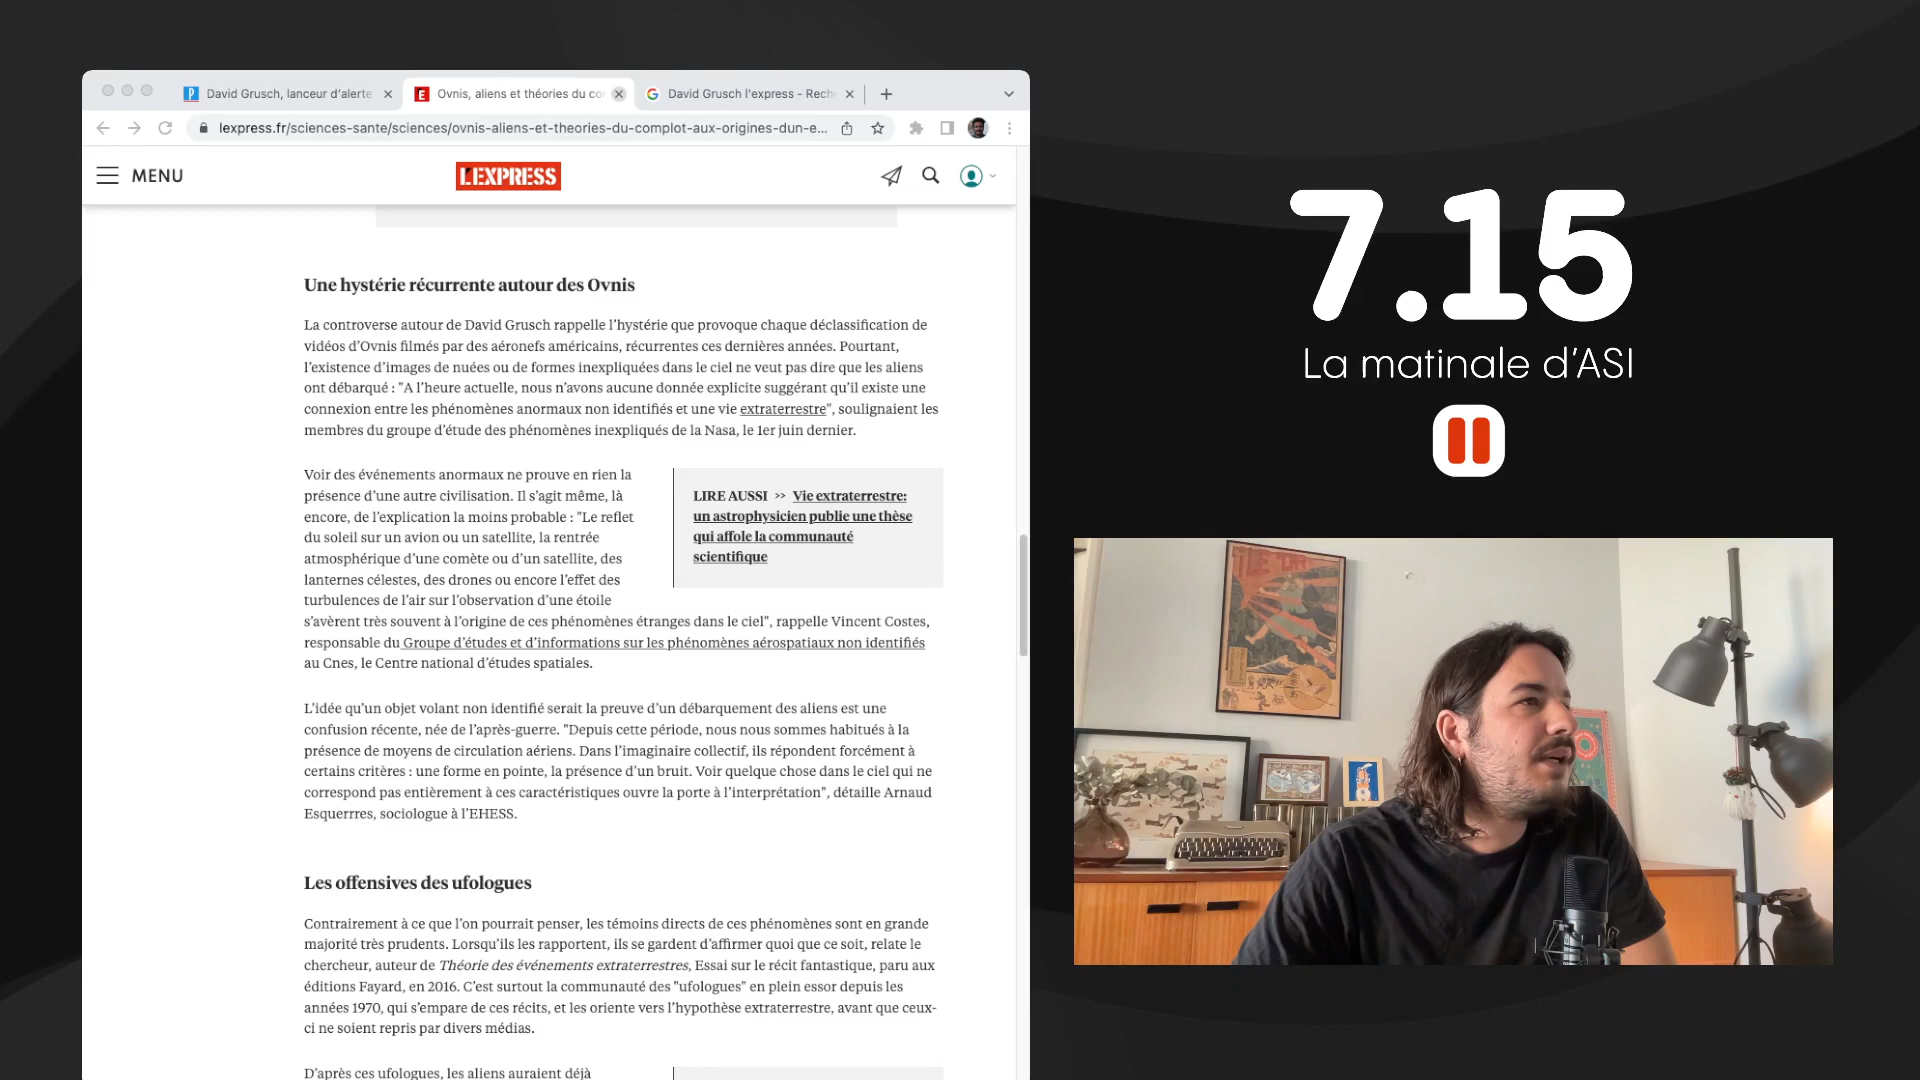 David Grusch, lanceur d'alerte
Ovnis, aliens et théories du co
David Grusch l'express - Rech
lexpress.fr/sciences-sante/sciences/ovnis-aliens-et-theories-du-complot-aux-origines-dun-e...
MENU
L'EXPRESS
Une hystérie récurrente autour des Ovnis
La controverse autour de David Grusch rappelle l'hystérie que provoque chaque déclassification de
vidéos d'Ovnis filmés par des aéronefs américains, récurrentes ces dernières années. Pourtant,
l'existence d'images de nuées ou de formes inexpliquées dans le ciel ne veut pas dire que les aliens
ont débarqué : "A l'heure actuelle, nous n'avons aucune donnée explicite suggérant qu'il existe une
connexion entre les phénomènes anormaux non identifiés et une vie extraterrestre", soulignaient les
membres du groupe d'étude des phénomènes inexpliqués de la Nasa, le 1er juin dernier.
Voir des événements anormaux ne prouve en rien la
présence d'une autre civilisation. Il s'agit même, là
encore, de l'explication la moins probable : "Le reflet
du soleil sur un avion ou un satellite, la rentrée
atmosphérique d'une comète ou d'un satellite, des
lanternes célestes, des drones ou encore l'effet des
turbulences de l'air sur l'observation d'une étoile
s'avèrent très souvent à l'origine de ces phénomènes étranges dans le ciel", rappelle Vincent Costes,
responsable du Groupe d'études et d'informations sur les phénomènes aérospatiaux non identifiés
au Cnes, le Centre national d'études spatiales.
LIRE AUSSI >> Vie extraterrestre:
un astrophysicien publie une thèse
qui affole la communauté
scientifique
L'idée qu'un objet volant non identifié serait la preuve d'un débarquement des aliens est une
confusion récente, née de l'après-guerre. "Depuis cette période, nous nous sommes habitués à la
présence de moyens de circulation aériens. Dans l'imaginaire collectif, ils répondent forcément à
certains critères : une forme en pointe, la présence d'un bruit. Voir quelque chose dans le ciel qui ne
correspond pas entièrement à ces caractéristiques ouvre la porte à l'interprétation", détaille Arnaud
Esquerrres, sociologue à l'EHESS.
Les offensives des ufologues
Contrairement à ce que l'on pourrait penser, les témoins directs de ces phénomènes sont en grande
majorité très prudents. Lorsqu'ils les rapportent, ils se gardent d'affirmer quoi que ce soit, relate le
chercheur, auteur de Théorie des événements extraterrestres, Essai sur le récit fantastique, paru aux
éditions Fayard, en 2016. C'est surtout la communauté des "ufologues" en plein essor depuis les
années 1970, qui s'empare de ces récits, et les oriente vers l'hypothèse extraterrestre, avant que ceux-
ci ne soient repris par divers médias.
D'après ces ufologues, les aliens auraient déjà
7.15
La matinale d'ASI